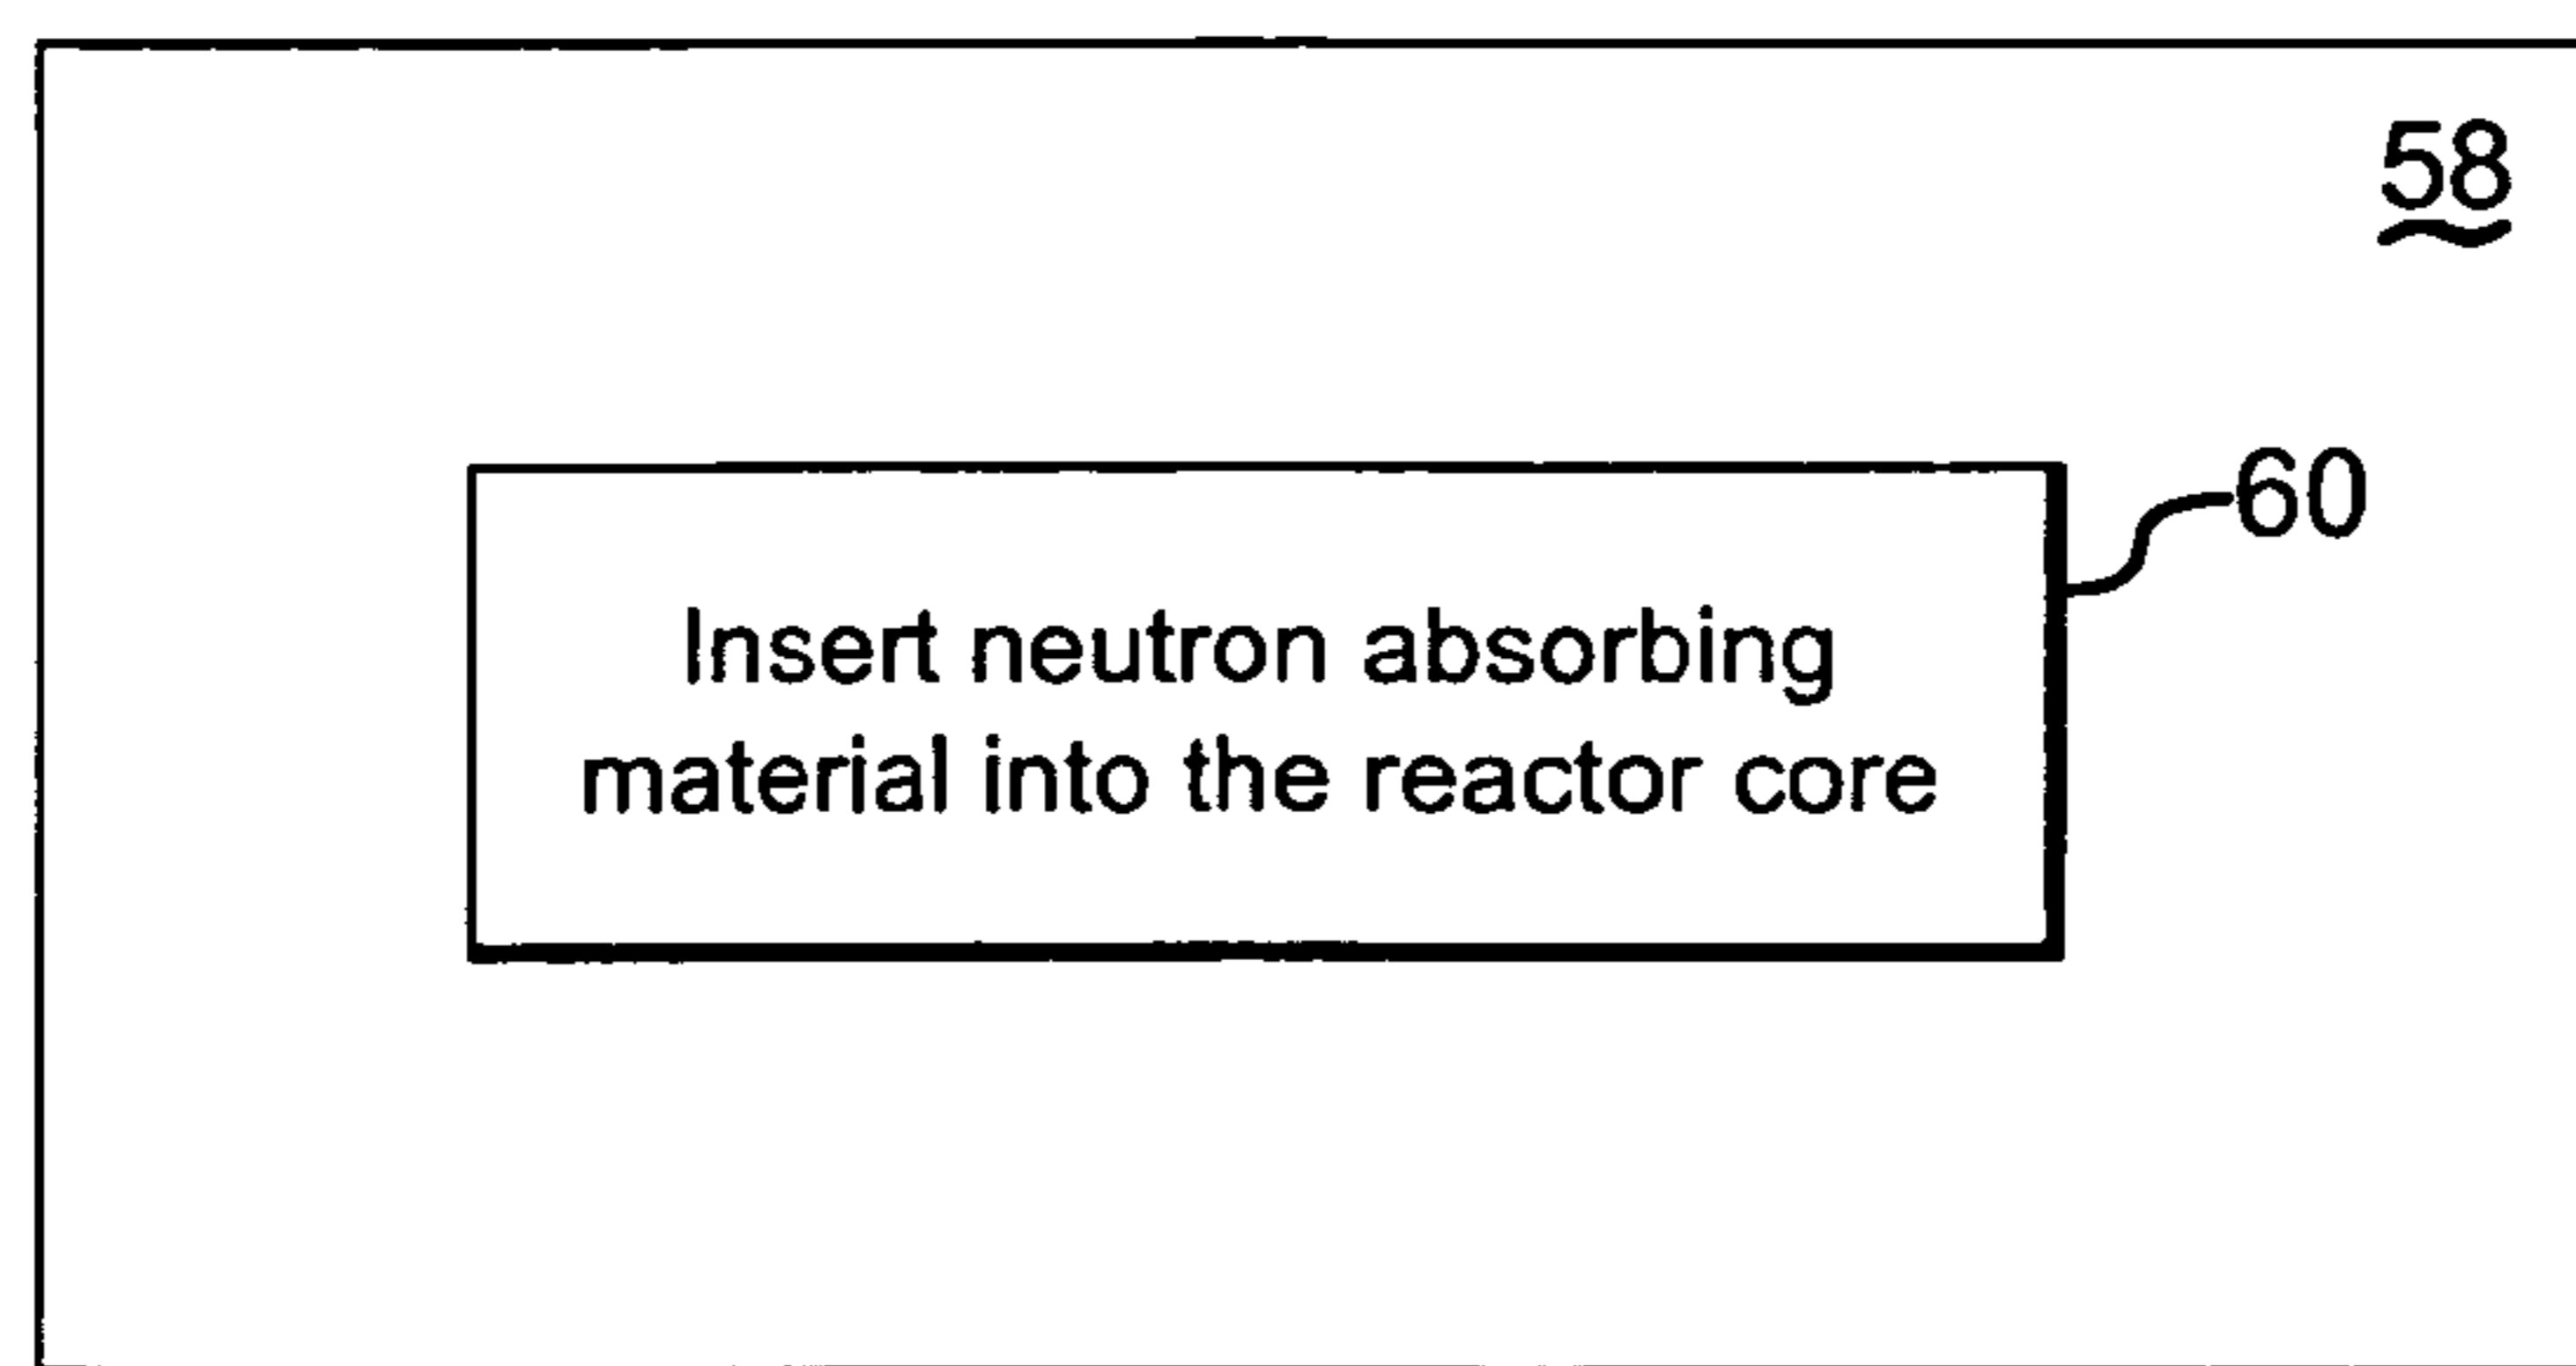 58
60
Insert neutron absorbing
material into the reactor core